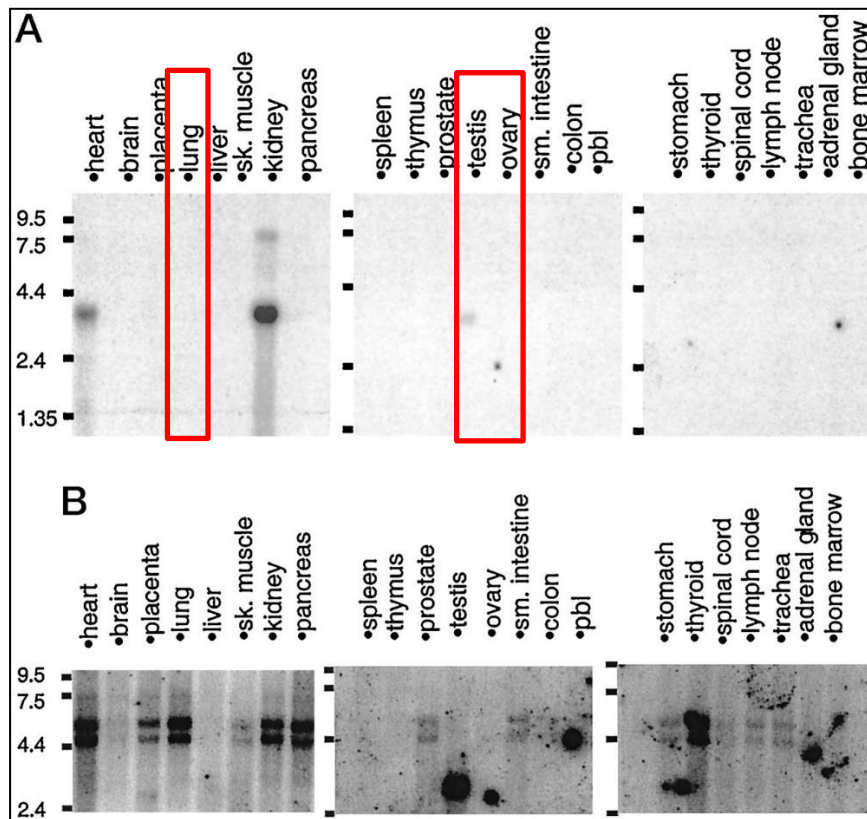 A
•heart
•brain
•placenta
•lung
•liver
•sk. muscle
•kidney
•pancreas
•spleen
•thymus
•prostate
•testis
•ovary
•sm. intestine
•colon
•pbl
•stomach
•thyroid
•spinal cord
•lymph node
•trachea
•adrenal gland
•bone marrow
9.5
7.5
4.4
2.4
1.35
B
•heart
•brain
•placenta
•lung
•liver
•sk. muscle
•kidney
•pancreas
•spleen
•thymus
•prostate
•testis
•ovary
•sm. intestine
•colon
•pbl
•stomach
•thyroid
•spinal cord
•lymph node
•trachea
•adrenal gland
•bone marrow
9.5
7.5
4.4
2.4